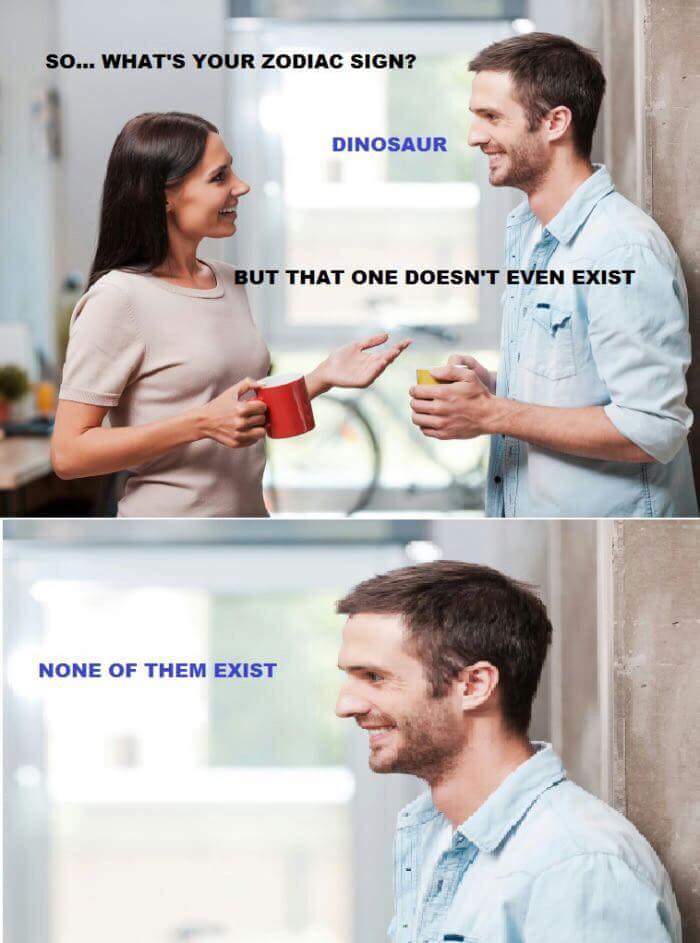 SO... WHAT'S YOUR ZODIAC SIGN?
DINOSAUR
BUT THAT ONE DOESN'T EVEN EXIST
NONE OF THEM EXIST